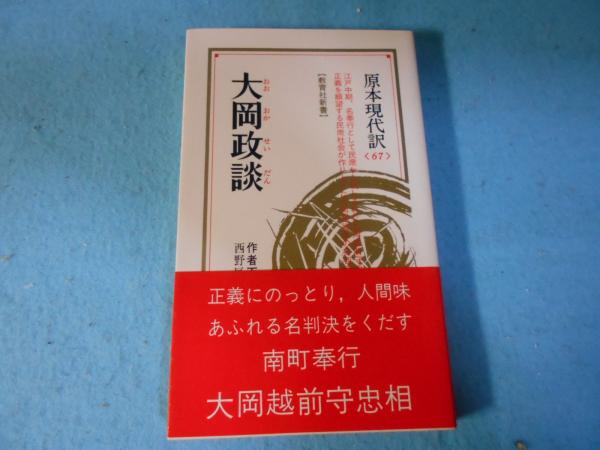 原本現代訳〈67〉
江戸中期、名奉行として民衆
正義を願望する民衆社会が作り
【教育社新書】
大岡政談
おお おか せい だん
作者不
西野
正義にのっとり，人間味
あふれる名判決をくだす
南町奉行
大岡越前守忠相